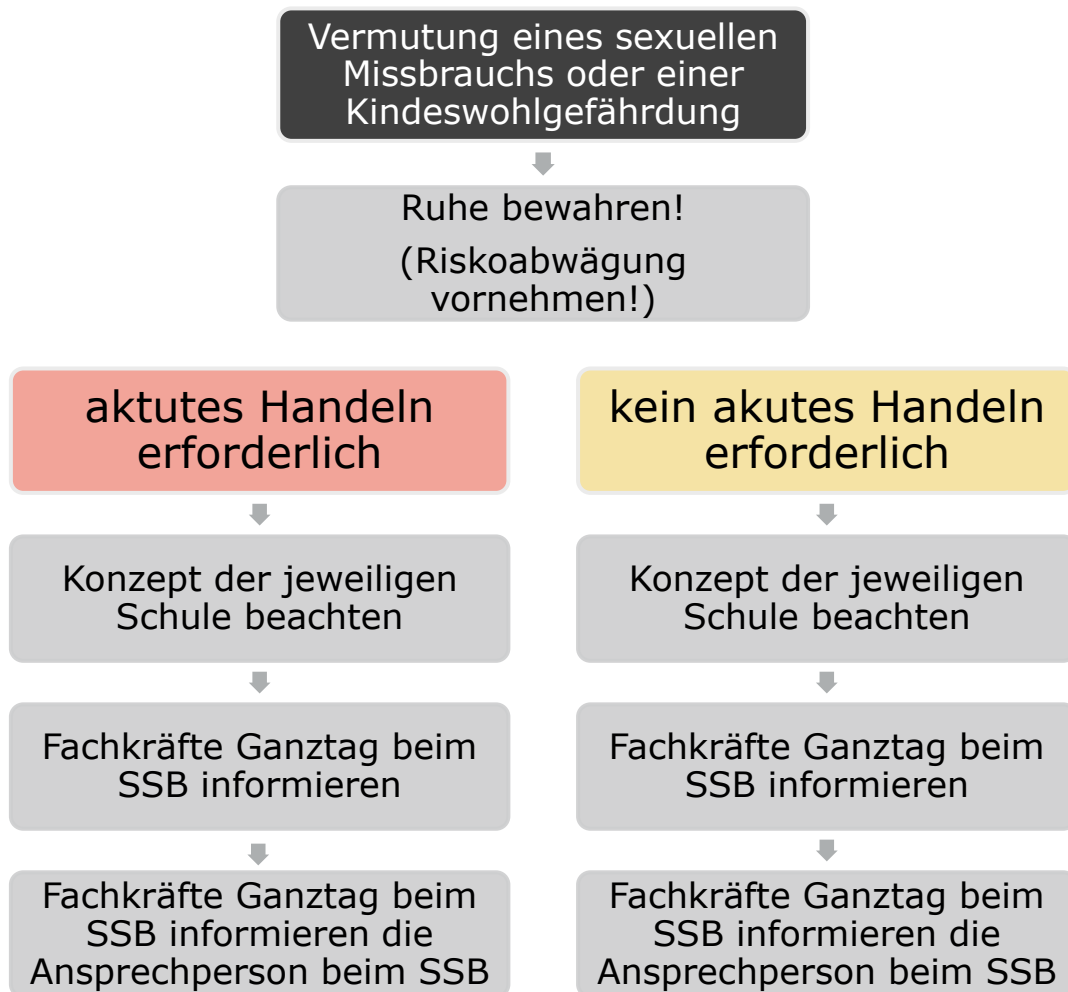 Vermutung eines sexuellen
Missbrauchs oder einer
Kindeswohlgefährdung
Ruhe bewahren!
(Riskoabwägung
vornehmen!)
aktutes Handeln
erforderlich
Konzept der jeweiligen
Schule beachten
Fachkräfte Ganztag beim
SSB informieren
Fachkräfte Ganztag beim
SSB informieren die
Ansprechperson beim SSB
kein akutes Handeln
erforderlich
Konzept der jeweiligen
Schule beachten
Fachkräfte Ganztag beim
SSB informieren
Fachkräfte Ganztag beim
SSB informieren die
Ansprechperson beim SSB